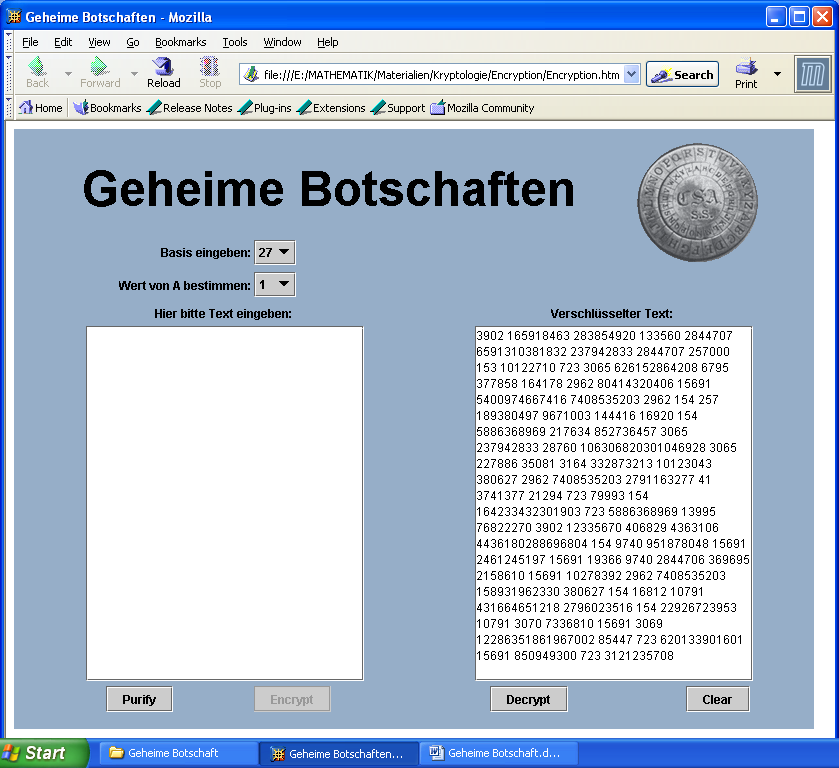 Geheime Botschaften - Mozilla
File Edit View Go Bookmarks Tools Window Help
Back Forward Reload Stop file:///E:/MATHEMATIK/Materialien/Kryptologie/Encryption/Encryption.htm Search Print
Home Bookmarks Release Notes Plug-ins Extensions Support Mozilla Community
Geheime Botschaften
CSA
S.S.
Basis eingeben: 27
Wert von A bestimmen: 1
Hier bitte Text eingeben:
Verschlüsselter Text:
3902 165918463 283854920 133560 2844707
6591310381832 237942833 2844707 257000
153 10122710 723 3065 626152864208 6795
377858 164178 2962 80414320406 15691
5400974667416 7408535203 2962 154 257
189380497 9671003 144416 16920 154
5886368969 217634 852736457 3065
237942833 28760 106306820301046928 3065
227886 35081 3164 332873213 10123043
380627 2962 7408535203 2791163277 41
3741377 21294 723 79993 154
164233432301903 723 5886368969 13995
76822270 3902 12335670 406829 4363106
4436180288696804 154 9740 951878048 15691
2461245197 15691 19366 9740 2844706 369695
2158610 15691 10278392 2962 7408535203
158931962330 380627 154 16812 10791
431664651218 2796023516 154 22926723953
10791 3070 7336810 15691 3069
12286351861967002 85447 723 620133901601
15691 850949300 723 3121235708
Purify Encrypt Decrypt Clear
Start Geheime Botschaft Geheime Botschaften... Geheime Botschaft.d...